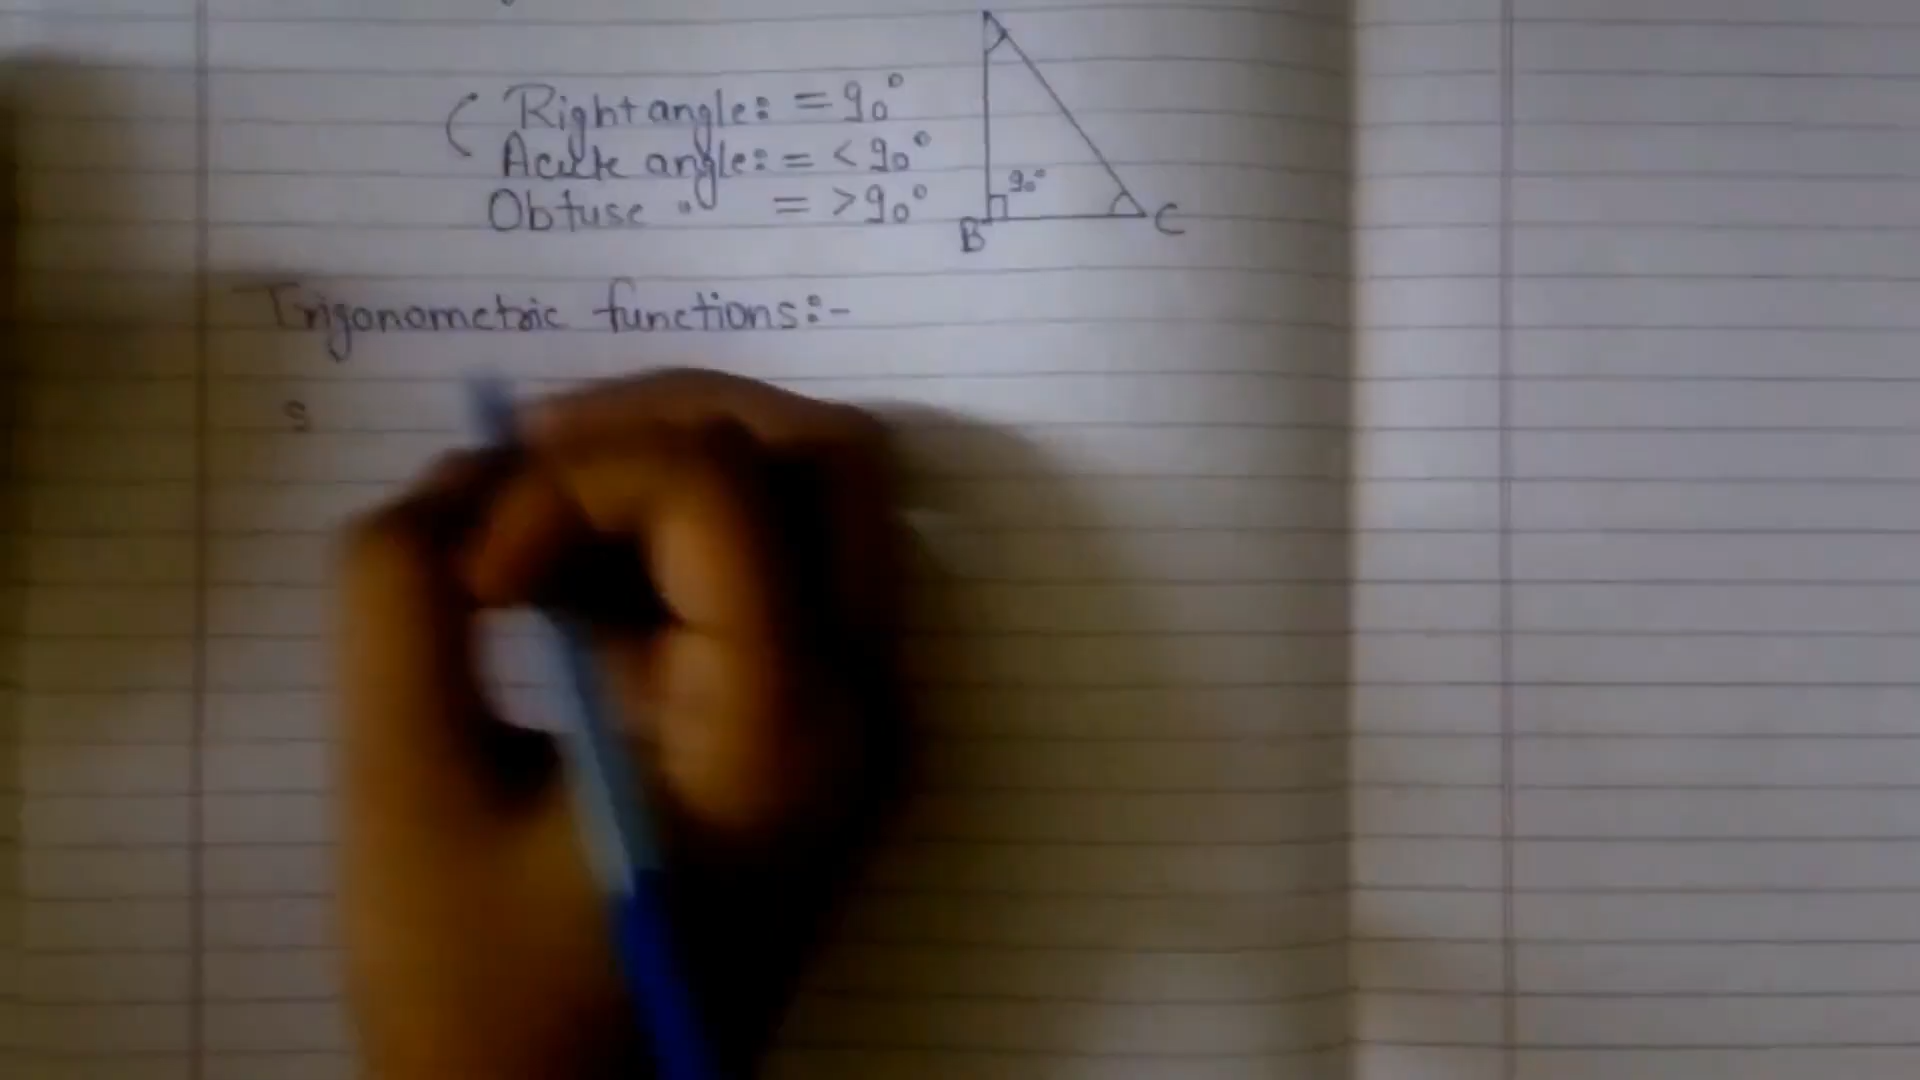 ( Right angle: = 90°
Acute angle: = < 90°
Obtuse " = > 90°
90°
B C
Trigonometric functions:-
s